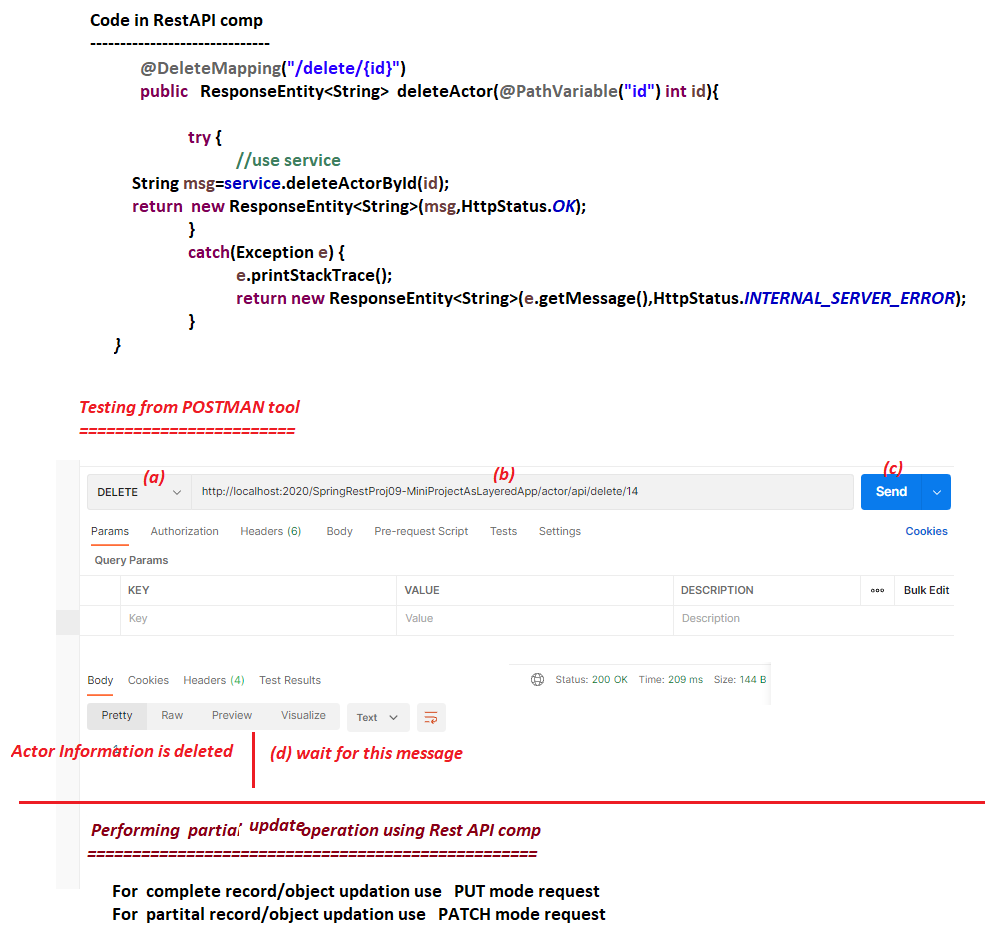 Code in RestAPI comp
------------------------------
@DeleteMapping("/delete/{id}")
public ResponseEntity<String> deleteActor(@PathVariable("id") int id){
try {
//use service
String msg=service.deleteActorById(id);
return new ResponseEntity<String>(msg,HttpStatus.OK);
}
catch(Exception e) {
e.printStackTrace();
return new ResponseEntity<String>(e.getMessage(),HttpStatus.INTERNAL_SERVER_ERROR);
}
}
Testing from POSTMAN tool
========================
(a) (b) (c)
DELETE http://localhost:2020/SpringRestProj09-MiniProjectAsLayeredApp/actor/api/delete/14 Send
Params Authorization Headers (6) Body Pre-request Script Tests Settings Cookies
Query Params
KEY VALUE DESCRIPTION ooo Bulk Edit
Key Value Description
Body Cookies Headers (4) Test Results Status: 200 OK Time: 209 ms Size: 144 B
Pretty Raw Preview Visualize Text
Actor Information is deleted (d) wait for this message
Performing partial update operation using Rest API comp
==================================================
For complete record/object updation use PUT mode request
For partital record/object updation use PATCH mode request